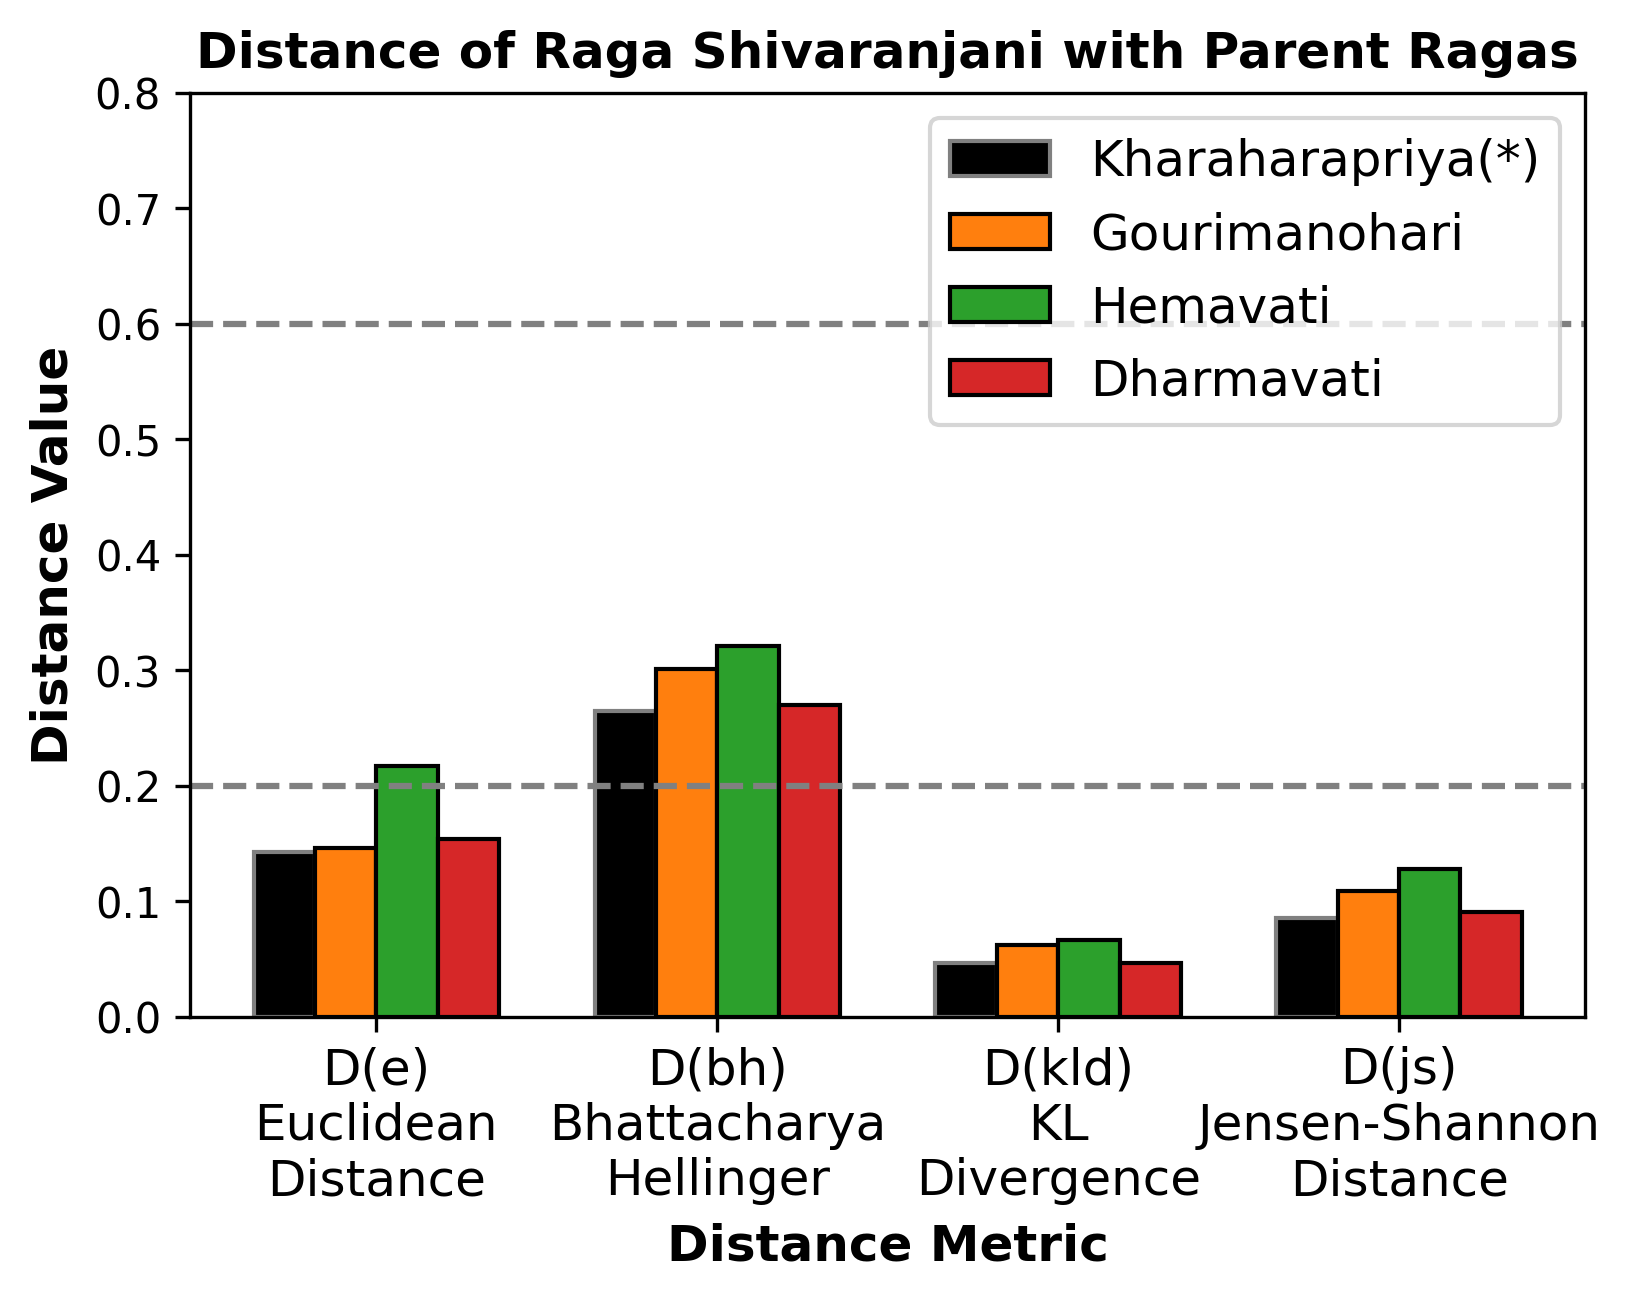 Distance of Raga Shivaranjani with Parent Ragas
Distance Value
0.8
0.7
0.6
0.5
0.4
0.3
0.2
0.1
0.0
Kharaharapriya(*)
Gourimanohari
Hemavati
Dharmavati
D(e)
Euclidean
Distance
D(bh)
Bhattacharya
Hellinger
D(kld)
KL
Divergence
D(js)
Jensen-Shannon
Distance
Distance Metric